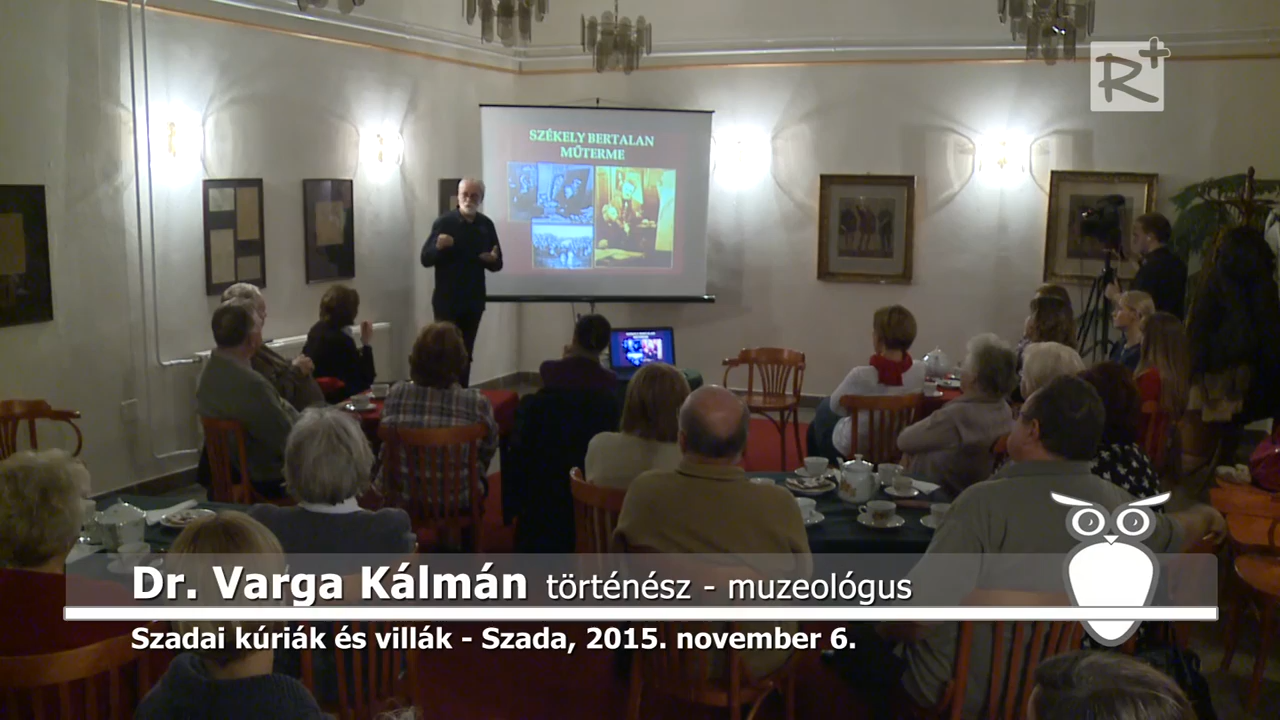 R+
SZÉKELY BERTALAN
MŰTERME
Dr. Varga Kálmán történész - muzeológus
Szadai kúriák és villák - Szada, 2015. november 6.